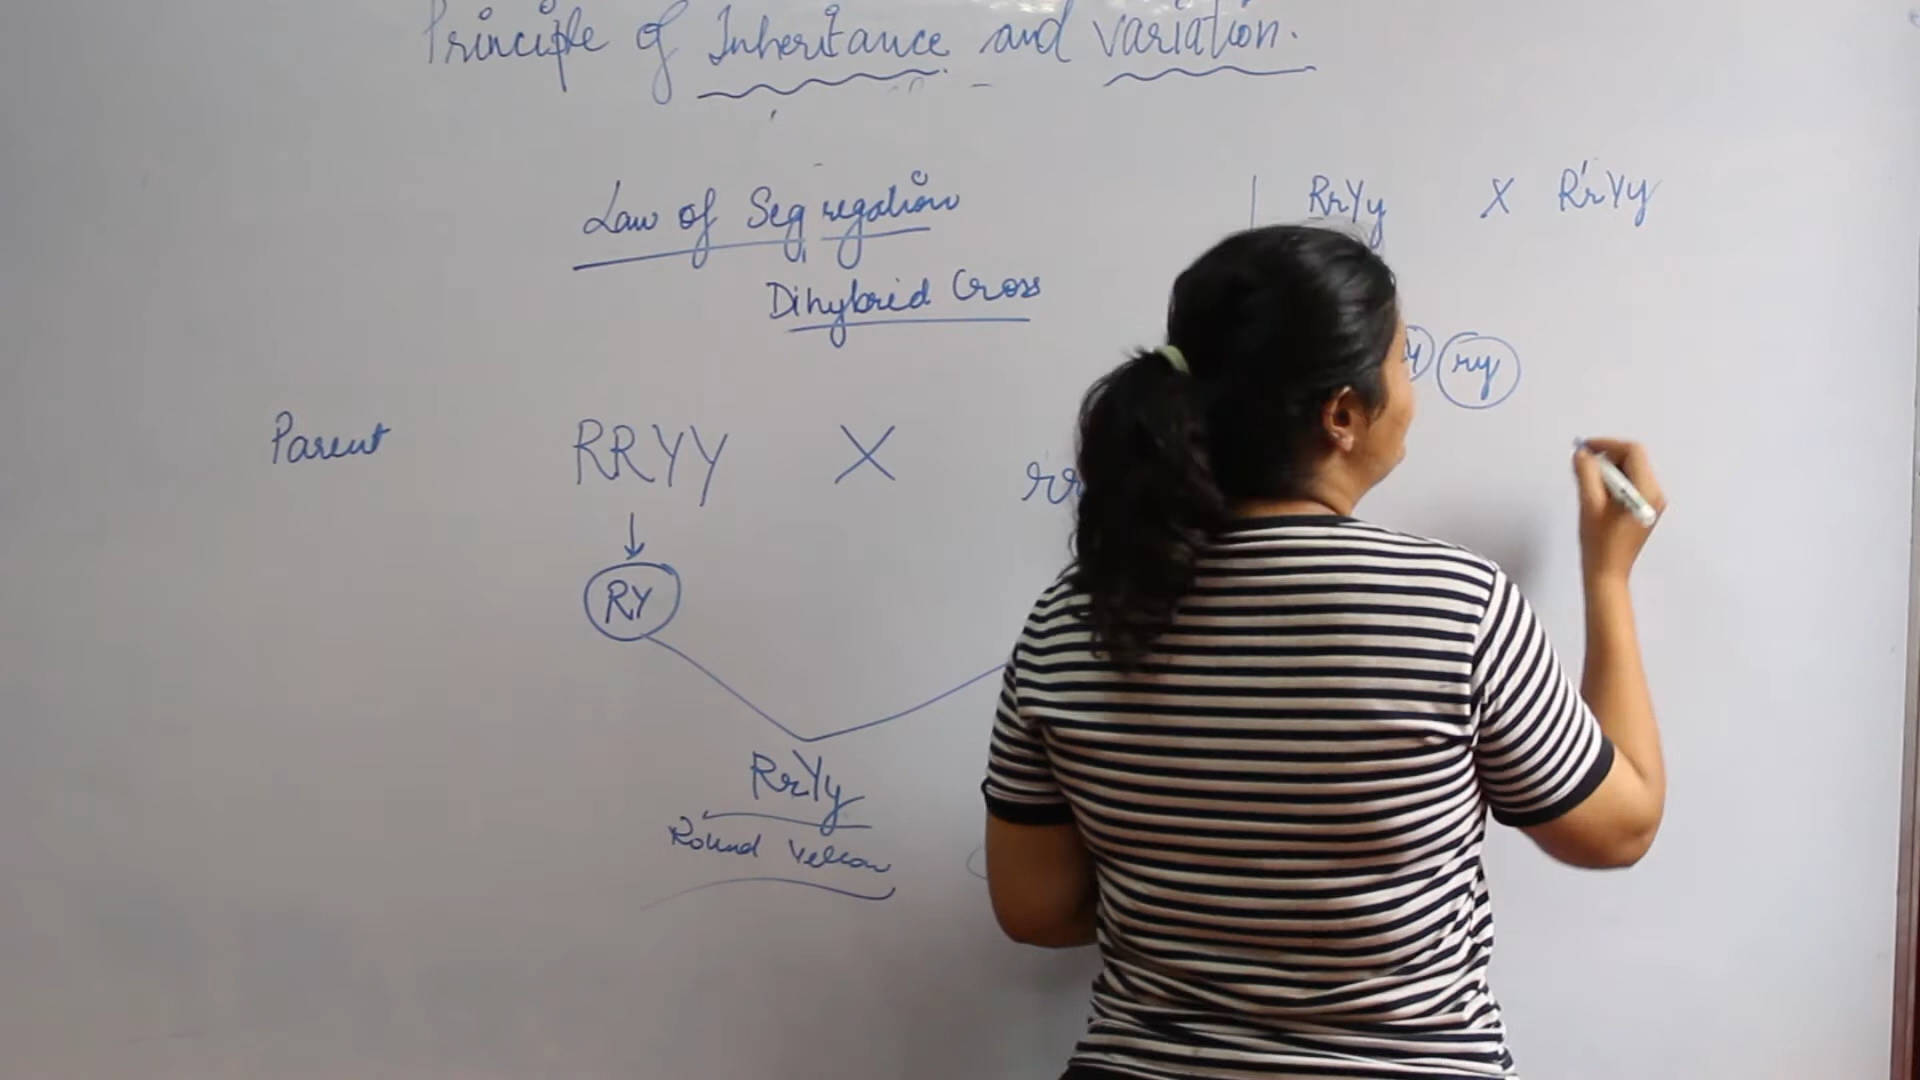 Principle of Inheritance and variation.
Law of Segregation
Dihybrid Cross
Parent RRYY X rr
RY
RrYy
Round Yellow
RrYy X RrYy
y ry